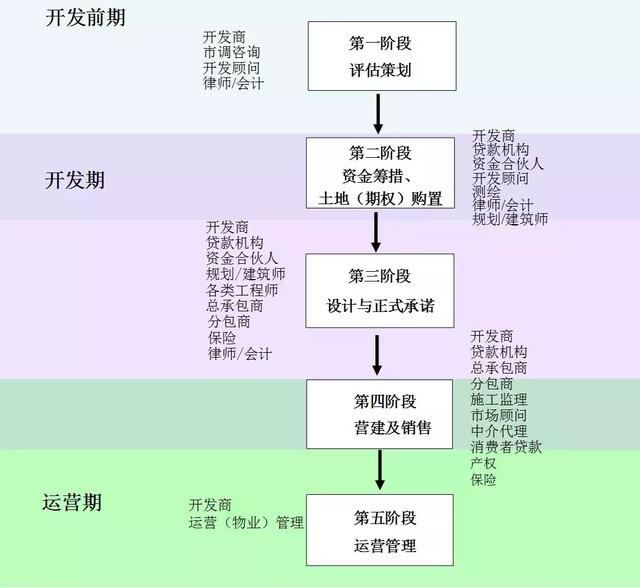 开发前期
开发商
市调咨询
开发顾问
律师/会计
第一阶段
评估策划
开发期
第二阶段
资金筹措、
土地（期权）购置
开发商
贷款机构
资金合伙人
开发顾问
测绘
律师/会计
规划/建筑师
开发商
贷款机构
资金合伙人
规划/建筑师
各类工程师
总承包商
分包商
保险
律师/会计
第三阶段
设计与正式承诺
第四阶段
营建及销售
开发商
贷款机构
总承包商
分包商
施工监理
市场顾问
中介代理
消费者贷款
产权
保险
运营期
开发商
运营（物业）管理
第五阶段
运营管理